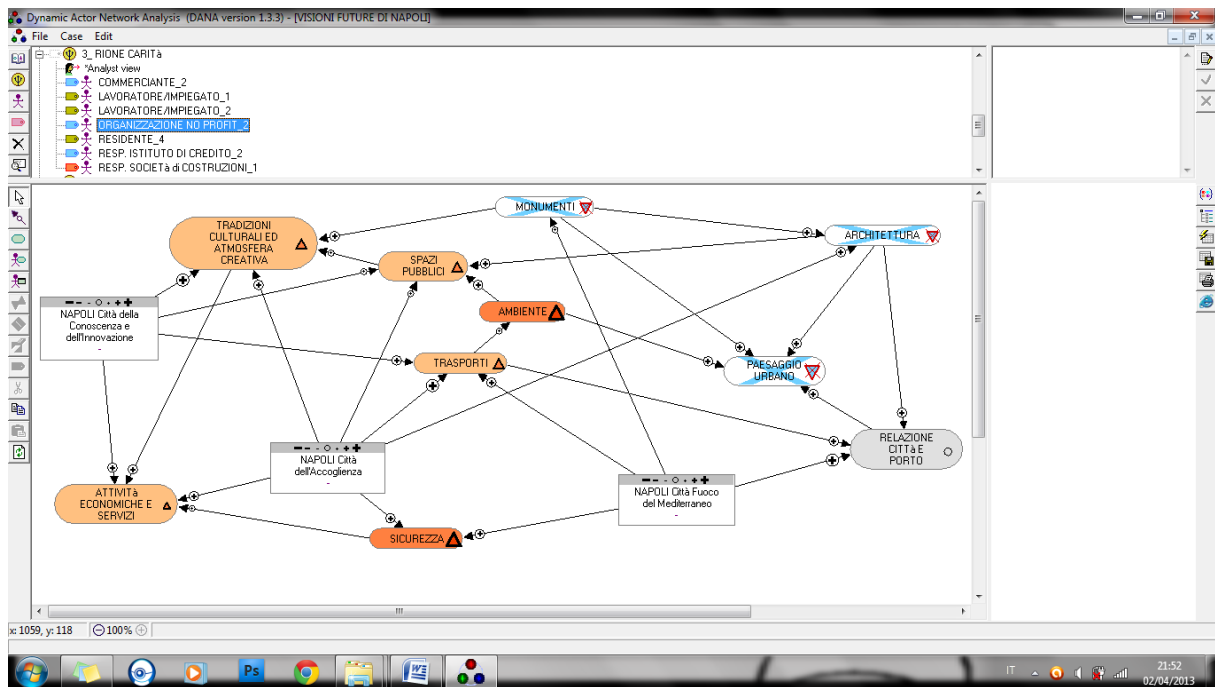 Dynamic Actor Network Analysis (DANA version 1.3.3) - [VISIONI FUTURE DI NAPOLI]
File Case Edit
3_ RIONE CARITà
*Analyst view
COMMERCIANTE_2
LAVORATORE/IMPIEGATO_1
LAVORATORE/IMPIEGATO_2
ORGANIZZAZIONE NO PROFIT_2
RESIDENTE_4
RESP. ISTITUTO DI CREDITO_2
RESP. SOCIETà di COSTRUZIONI_1
MONUMENTI
TRADIZIONI
CULTURALI ED
ATMOSFERA
CREATIVA
ARCHITETTURA
SPAZI
PUBBLICI
AMBIENTE
NAPOLI Città della
Conoscenza e
dell'Innovazione
-
TRASPORTI
PAESAGGIO
URBANO
RELAZIONE
CITTà E
PORTO
NAPOLI Città
dell'Accoglienza
-
NAPOLI Città Fuoco
del Mediterraneo
-
ATTIVITà
ECONOMICHE E
SERVIZI
SICUREZZA
x: 1059, y: 118 100%
Ps
W
IT
21:52
02/04/2013